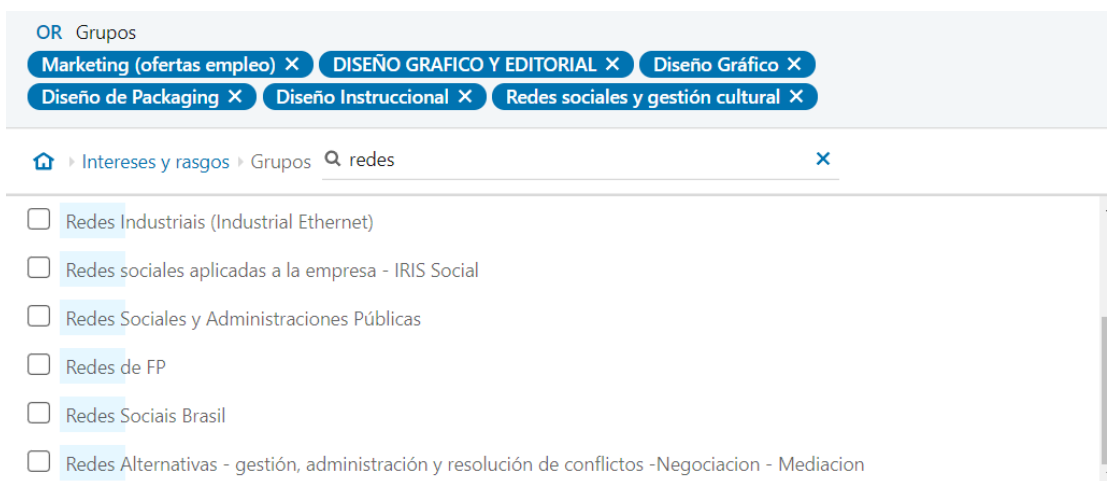 OR Grupos
Marketing (ofertas empleo) × DISEÑO GRAFICO Y EDITORIAL × Diseño Gráfico ×
Diseño de Packaging × Diseño Instruccional × Redes sociales y gestión cultural ×
Intereses y rasgos Grupos redes ×
Redes Industriais (Industrial Ethernet)
Redes sociales aplicadas a la empresa - IRIS Social
Redes Sociales y Administraciones Públicas
Redes de FP
Redes Sociais Brasil
Redes Alternativas - gestión, administración y resolución de conflictos -Negociacion - Mediacion